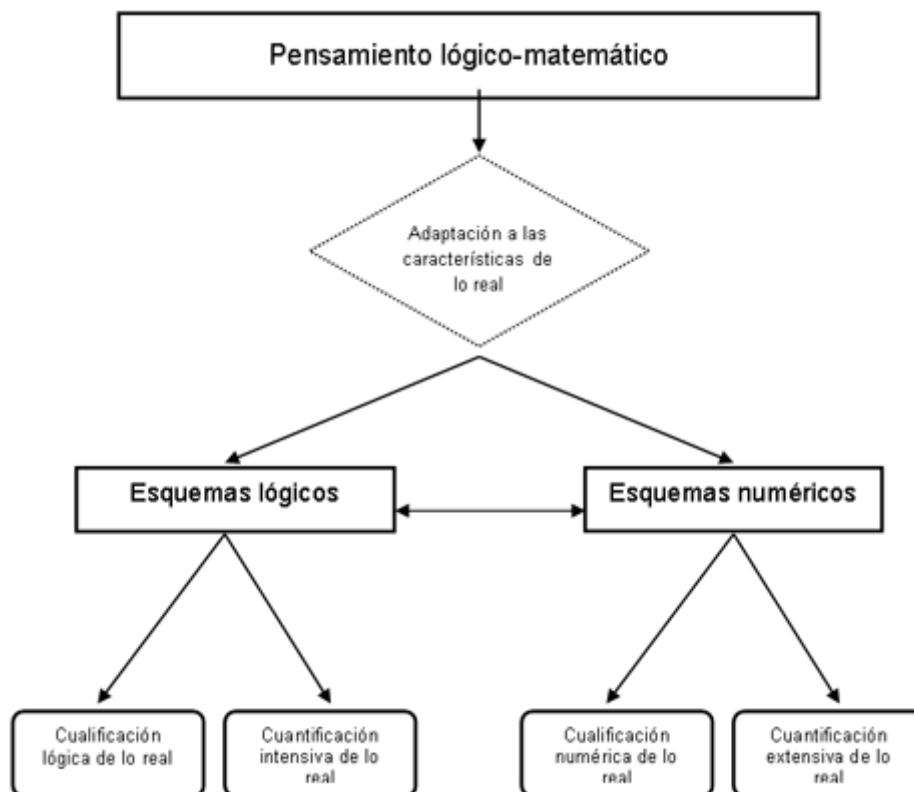 Pensamiento lógico-matemático
Adaptación a las
características de
lo real
Esquemas lógicos
Esquemas numéricos
Cualificación
lógica de lo real
Cuantificación
intensiva de lo
real
Cualificación
numérica de lo
real
Cuantificación
extensiva de lo
real